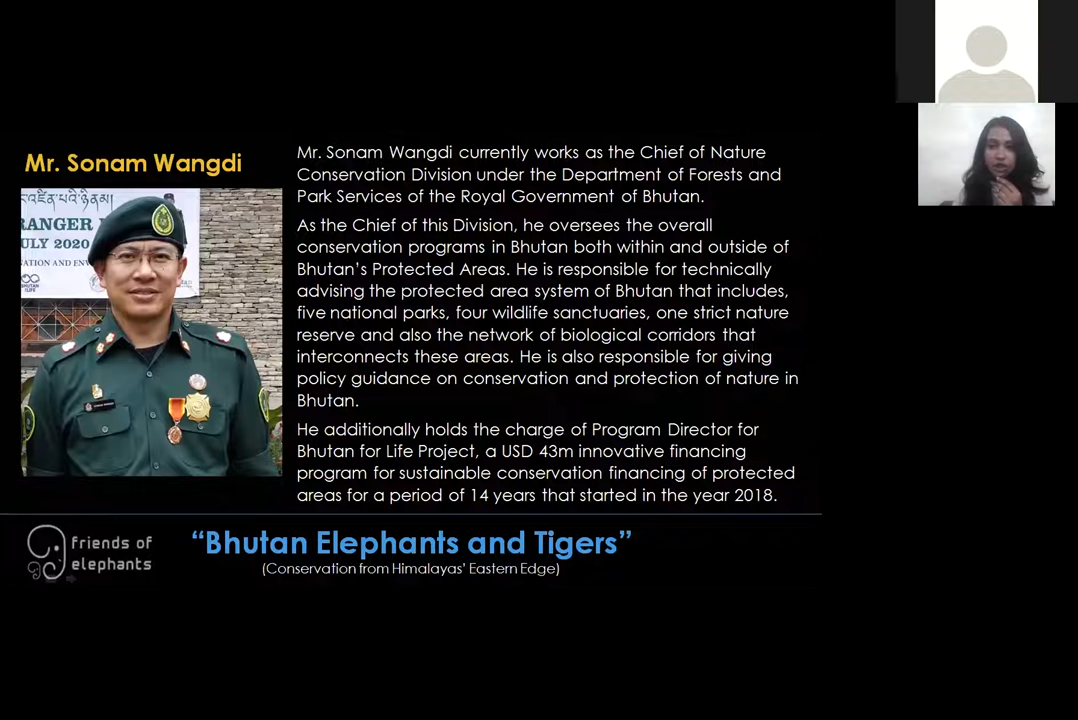 Mr. Sonam Wangdi
RANGER
JULY 2020
BHUTAN
Mr. Sonam Wangdi currently works as the Chief of Nature
Conservation Division under the Department of Forests and
Park Services of the Royal Government of Bhutan.
As the Chief of this Division, he oversees the overall
conservation programs in Bhutan both within and outside of
Bhutan’s Protected Areas. He is responsible for technically
advising the protected area system of Bhutan that includes,
five national parks, four wildlife sanctuaries, one strict nature
reserve and also the network of biological corridors that
interconnects these areas. He is also responsible for giving
policy guidance on conservation and protection of nature in
Bhutan.
He additionally holds the charge of Program Director for
Bhutan for Life Project, a USD 43m innovative financing
program for sustainable conservation financing of protected
areas for a period of 14 years that started in the year 2018.
friends of
elephants
“Bhutan Elephants and Tigers”
(Conservation from Himalayas’ Eastern Edge)